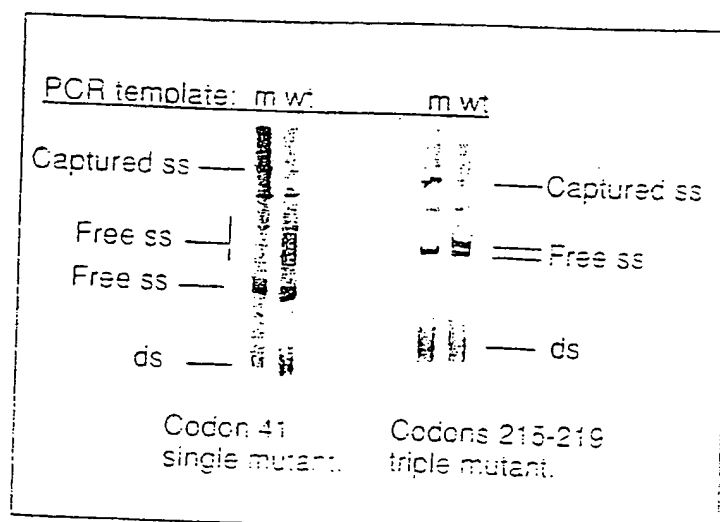 PCR template: m wt m wt
Captured ss
Captured ss
Free ss
Free ss
Free ss
ds
ds
Codon 41
single mutant.
Codons 215-219
triple mutant.